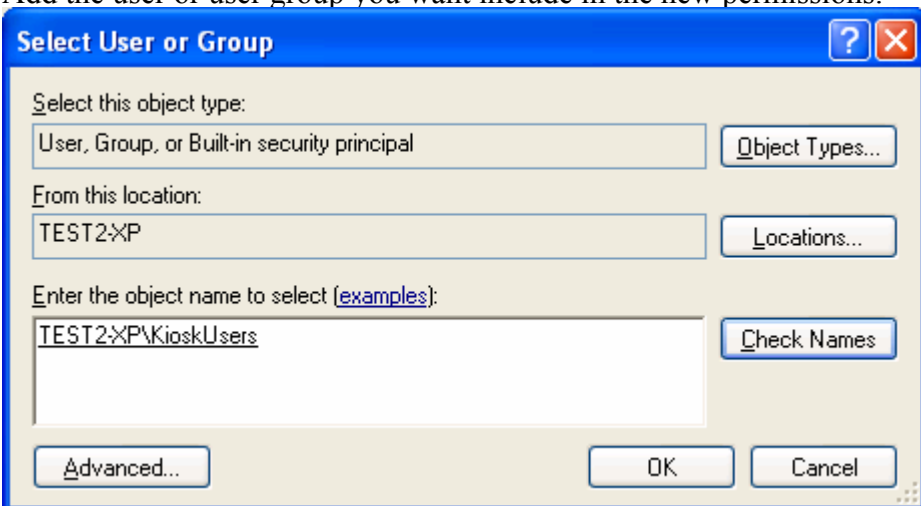 Add the user or user group you want include in the new permissions.
Select User or Group
Select this object type:
User, Group, or Built-in security principal
Object Types...
From this location:
TEST2-XP
Locations...
Enter the object name to select (examples):
TEST2-XP\KioskUsers
Check Names
Advanced...
OK
Cancel